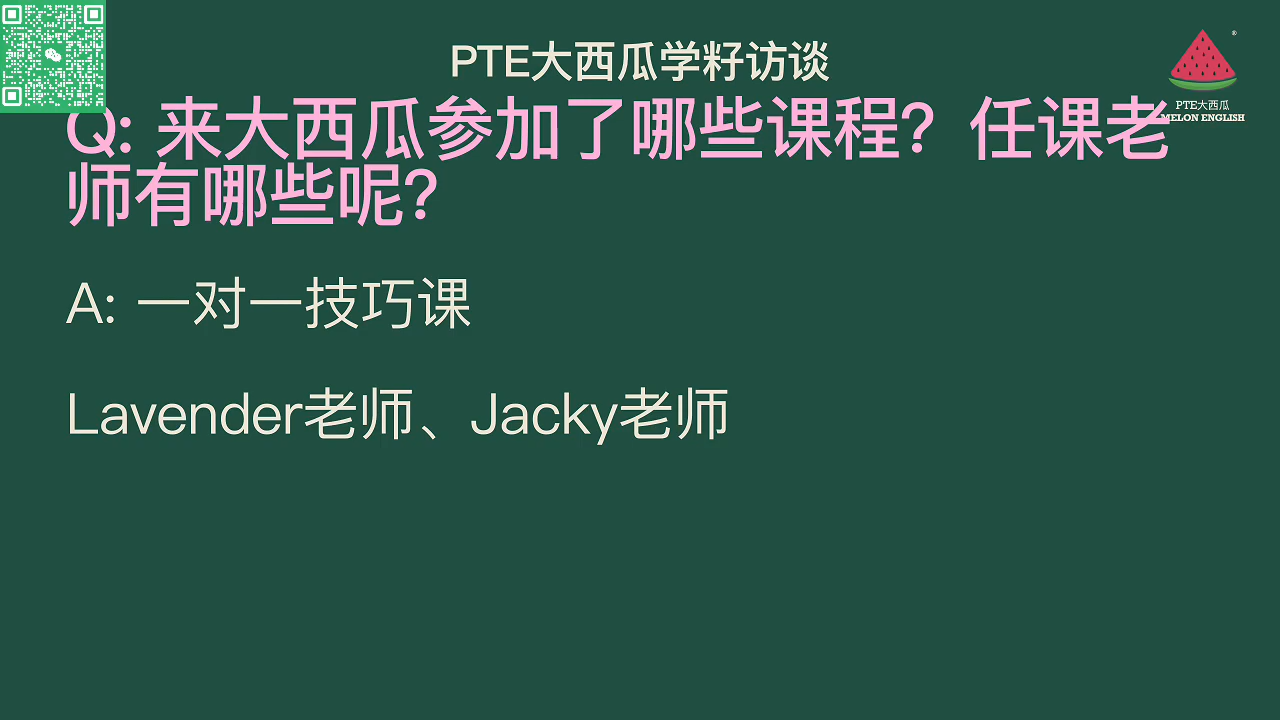 PTE大西瓜学籽访谈
PTE大西瓜
MELON ENGLISH
Q: 来大西瓜参加了哪些课程？任课老
师有哪些呢？
A: 一对一技巧课
Lavender老师、Jacky老师